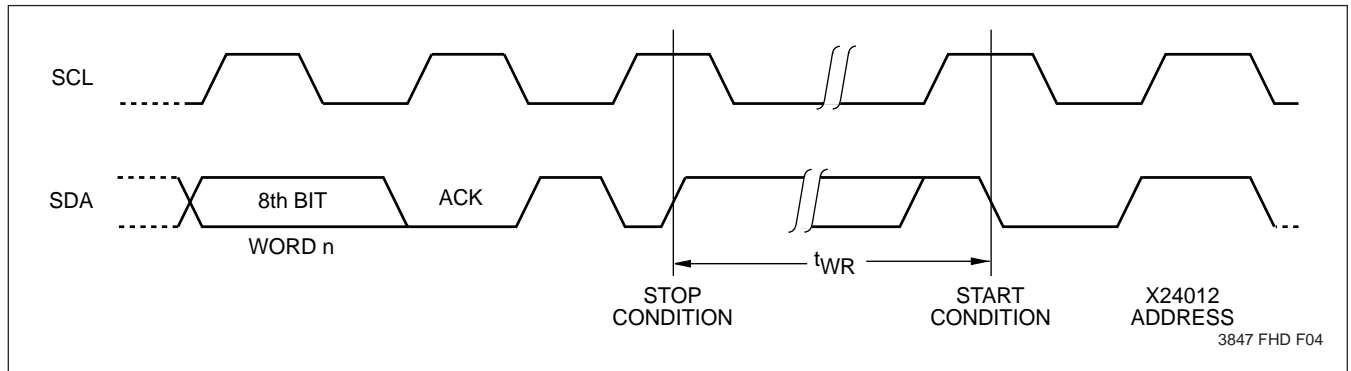 SCL
SDA
8th BIT
ACK
WORD n
tWR
STOP
CONDITION
START
CONDITION
X24012
ADDRESS
3847 FHD F04